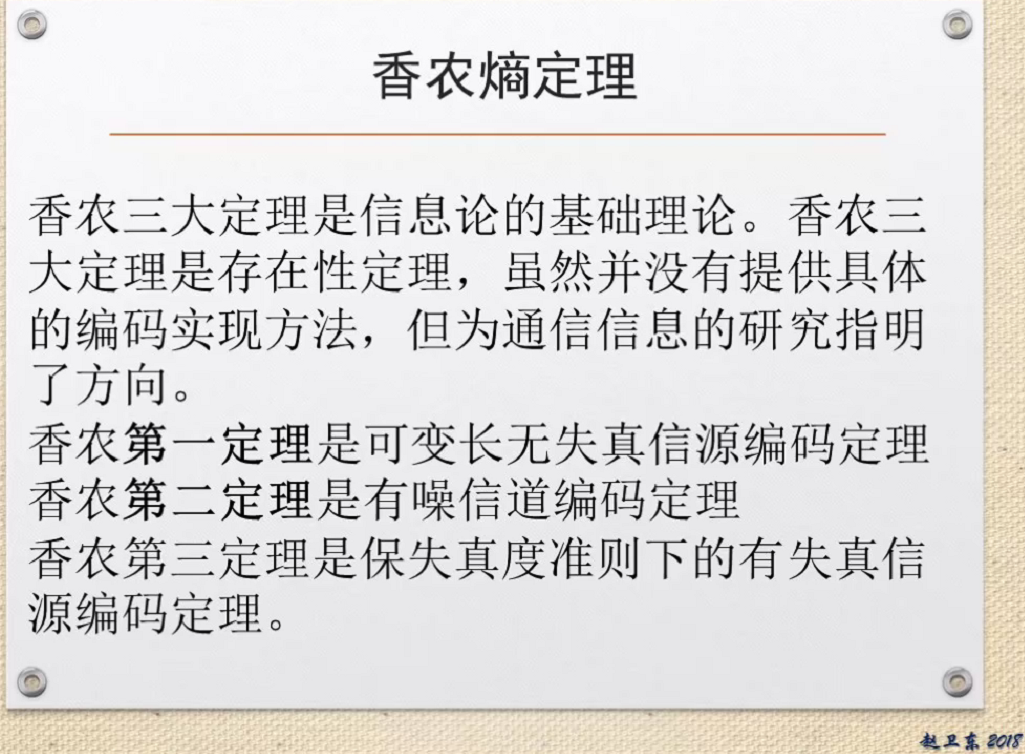 香农熵定理
香农三大定理是信息论的基础理论。香农三
大定理是存在性定理，虽然并没有提供具体
的编码实现方法，但为通信信息的研究指明
了方向。
香农第一定理是可变长无失真信源编码定理
香农第二定理是有噪信道编码定理
香农第三定理是保失真度准则下的有失真信
源编码定理。
赵卫东 2018